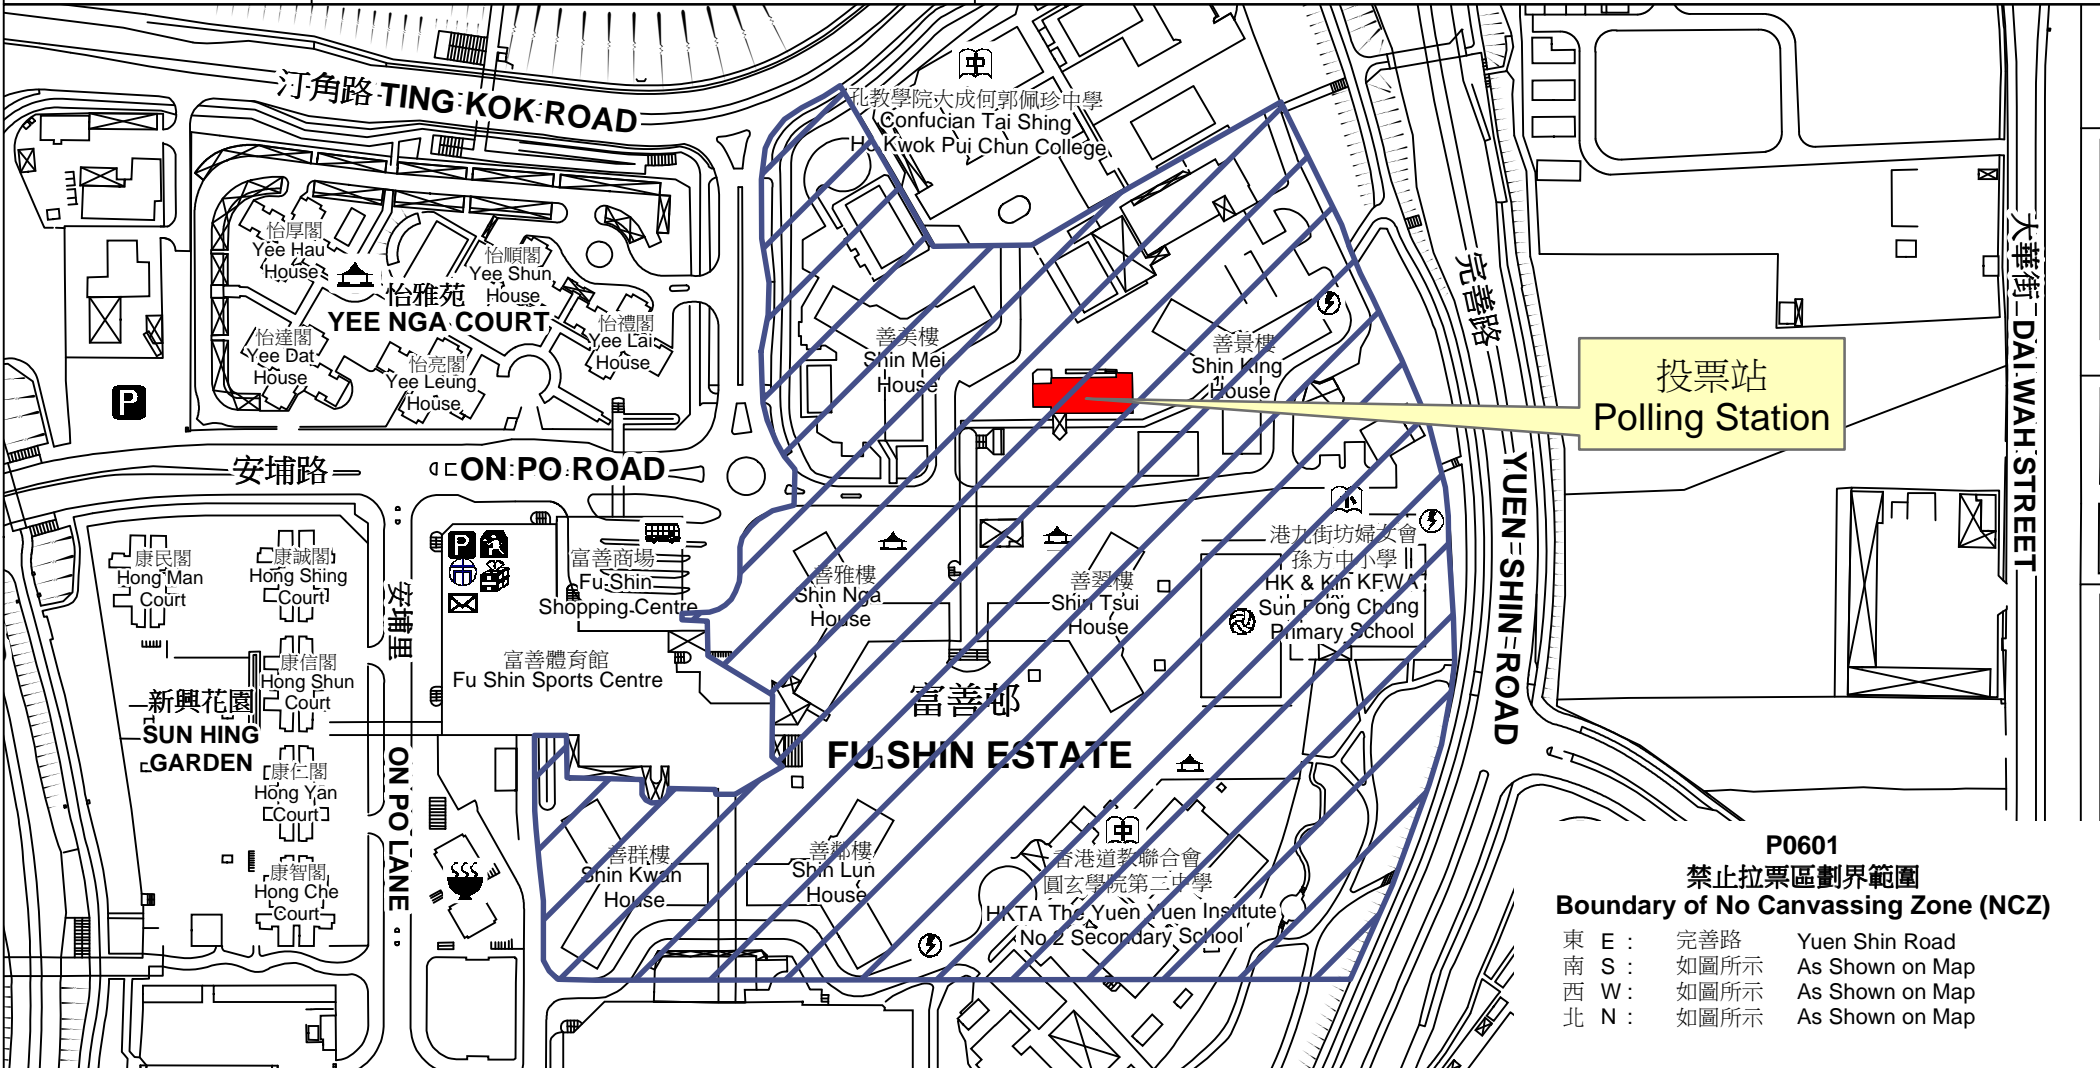 汀角路 TING KOK ROAD
孔教學院大成何郭佩珍中學
Confucian Tai Shing
Ho Kwok Pui Chun College
怡厚閣
Yee Hau
House
怡順閣
Yee Shun
House
怡雅苑
YEE NGA COURT
怡禮閣
Yee Lai
House
怡達閣
Yee Dat
House
怡亮閣
Yee Leung
House
P
善美樓
Shin Mei
House
善景樓
Shin King
House
完善路
YUEN SHIN ROAD
大華街 DAI WAH STREET
投票站
Polling Station
安埔路
ON PO ROAD
康民閣
Hong Man
Court
康誠閣
Hong Shing
Court
安埔里
ON PO LANE
P
富善商場
Fu Shin
Shopping Centre
善雅樓
Shin Nga
House
善翠樓
Shin Tsui
House
港九街坊婦女會
孫方中小學
HK & Kln KFWA
Sun Fong Chung
Primary School
富善體育館
Fu Shin Sports Centre
康信閣
Hong Shun
Court
新興花園
SUN HING
GARDEN
富善邨
FU SHIN ESTATE
康仁閣
Hong Yan
Court
康智閣
Hong Che
Court
善群樓
Shin Kwan
House
善鄰樓
Shin Lun
House
中
中
香港道教聯合會
圓玄學院第二中學
HKTA The Yuen Yuen Institute
No.2 Secondary School
P0601
禁止拉票區劃界範圍
Boundary of No Canvassing Zone (NCZ)
東 E : 完善路 Yuen Shin Road
南 S : 如圖所示 As Shown on Map
西 W : 如圖所示 As Shown on Map
北 N : 如圖所示 As Shown on Map